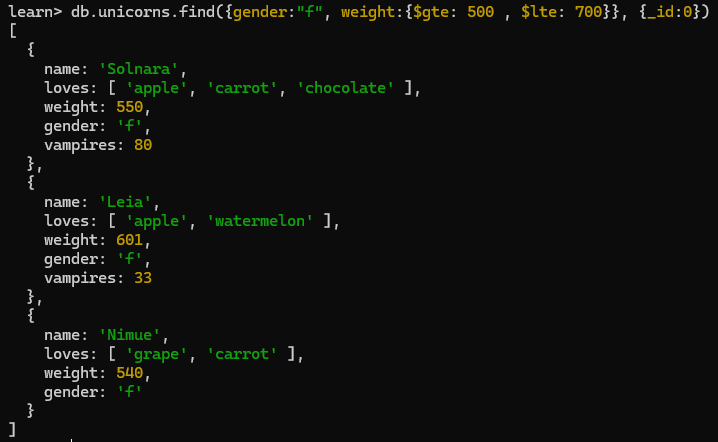 learn> db.unicorns.find({gender:"f", weight:{$gte: 500 , $lte: 700}}, {_id:0})
[
  {
    name: 'Solnara',
    loves: [ 'apple', 'carrot', 'chocolate' ],
    weight: 550,
    gender: 'f',
    vampires: 80
  },
  {
    name: 'Leia',
    loves: [ 'apple', 'watermelon' ],
    weight: 601,
    gender: 'f',
    vampires: 33
  },
  {
    name: 'Nimue',
    loves: [ 'grape', 'carrot' ],
    weight: 540,
    gender: 'f'
  }
]